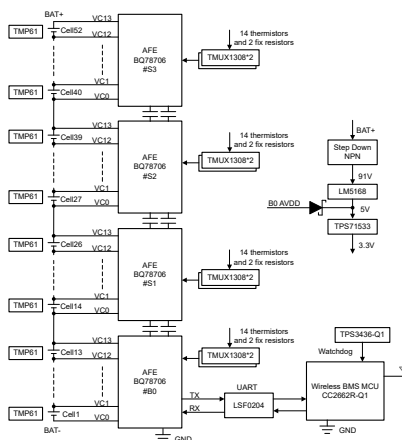 BAT+
TMP61
Cell52
VC13
VC12
TMP61
Cell40
VC1
VC0
AFE
BQ78706
#S3
14 thermistors
and 2 fix resistors
TMUX1308*2
TMP61
Cell39
VC13
VC12
TMP61
Cell27
VC1
VC0
AFE
BQ78706
#S2
14 thermistors
and 2 fix resistors
TMUX1308*2
TMP61
Cell26
VC13
VC12
TMP61
Cell14
VC1
VC0
AFE
BQ78706
#S1
14 thermistors
and 2 fix resistors
TMUX1308*2
TMP61
Cell13
VC13
VC12
TMP61
Cell1
VC1
VC0
BAT-
AFE
BQ78706
#B0
14 thermistors
and 2 fix resistors
TMUX1308*2
GND
TX
RX
UART
LSF0204
BAT+
Step Down
NPN
91V
LM5168
B0 AVDD
5V
TPS71533
3.3V
TPS3436-Q1
Watchdog
Wireless BMS MCU
CC2662R-Q1
GND